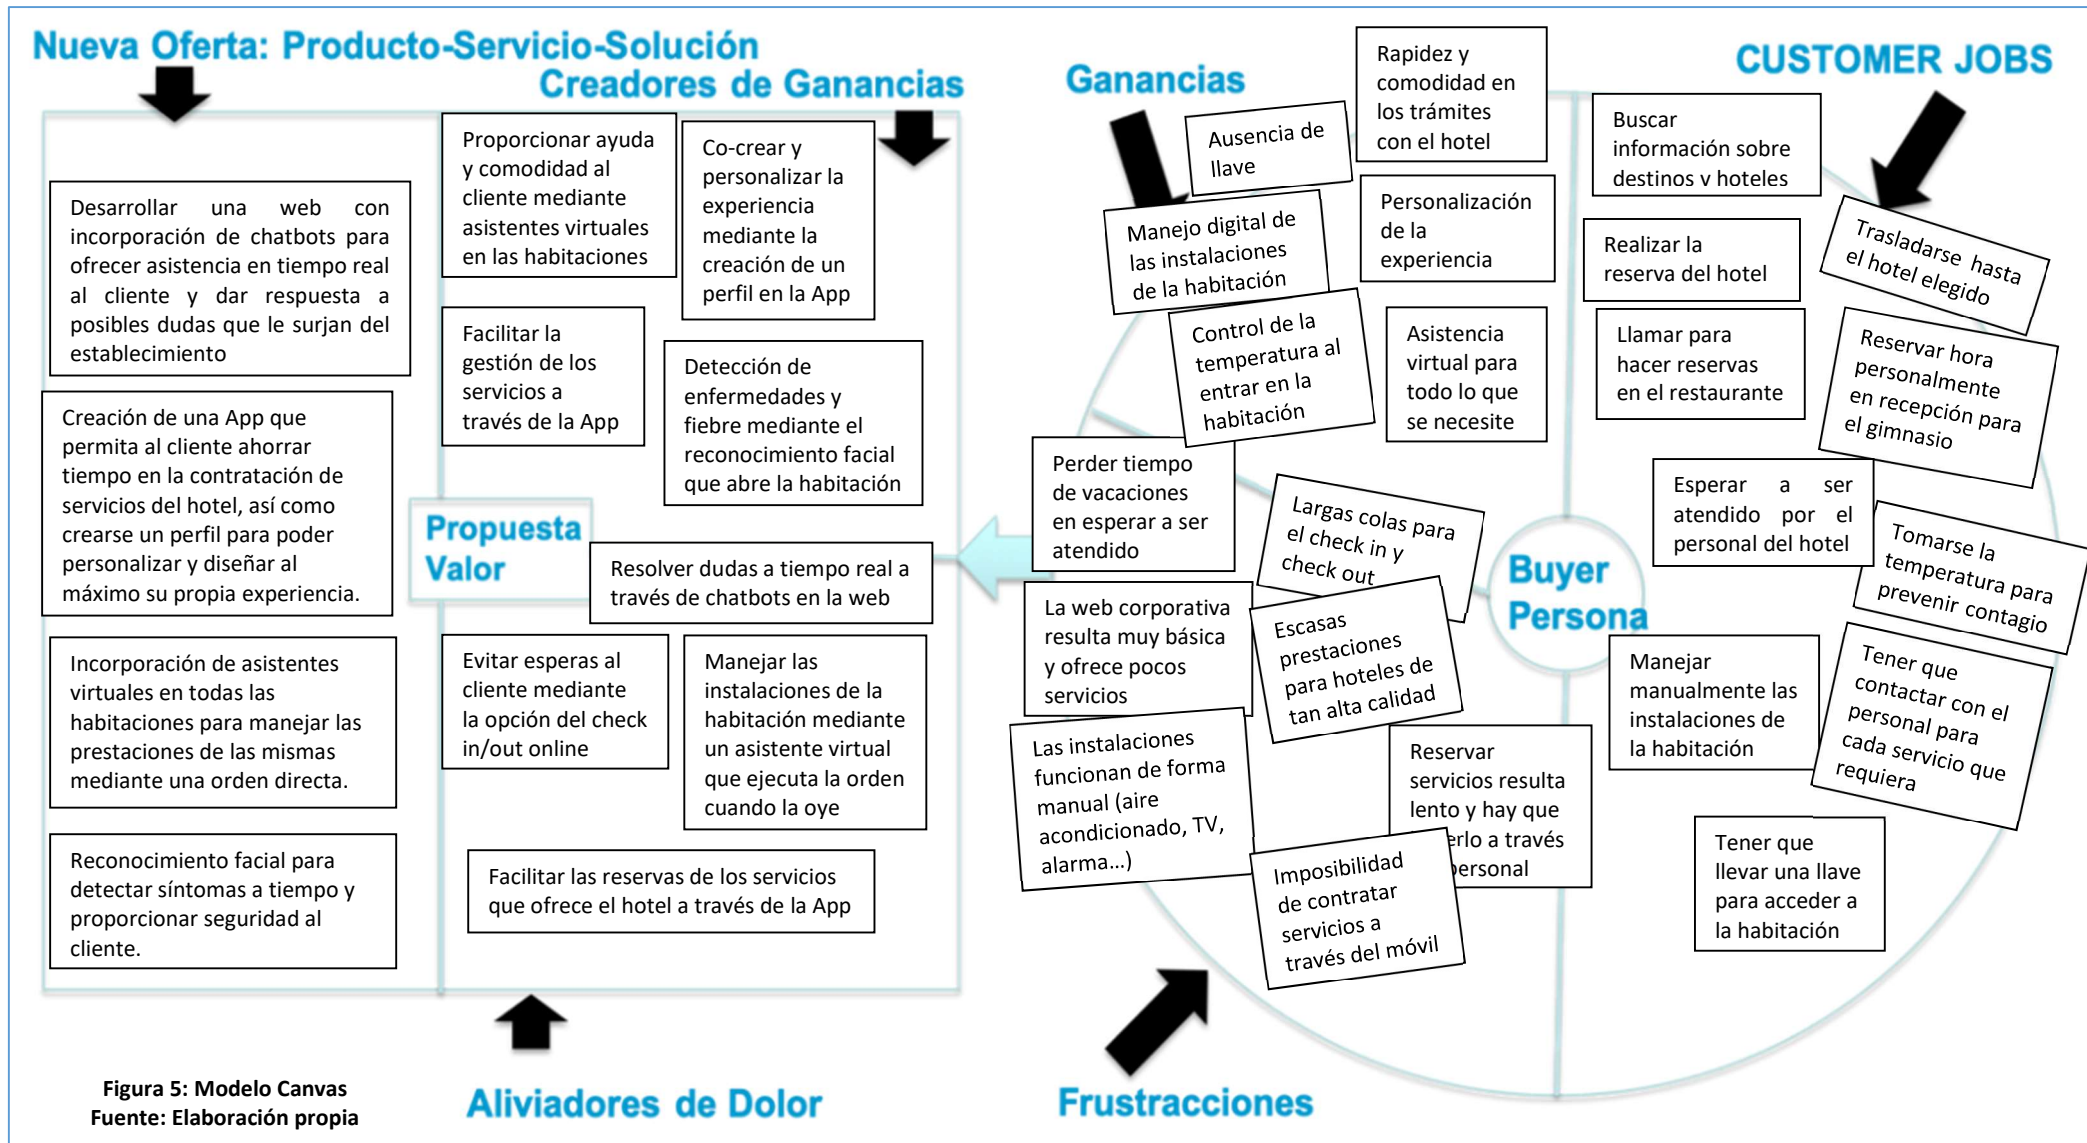 Nueva Oferta: Producto-Servicio-Solución
Creadores de Ganancias
Desarrollar una web con
incorporación de chatbots para
ofrecer asistencia en tiempo real
al cliente y dar respuesta a
posibles dudas que le surjan del
establecimiento
Creación de una App que
permita al cliente ahorrar
tiempo en la contratación de
servicios del hotel, así como
crearse un perfil para poder
personalizar y diseñar al
máximo su propia experiencia.
Incorporación de asistentes
virtuales en todas las
habitaciones para manejar las
prestaciones de las mismas
mediante una orden directa.
Reconocimiento facial para
detectar síntomas a tiempo y
proporcionar seguridad al
cliente.
Proporcionar ayuda
y comodidad al
cliente mediante
asistentes virtuales
en las habitaciones
Co-crear y
personalizar la
experiencia
mediante la
creación de un
perfil en la App
Facilitar la
gestión de los
servicios a
través de la App
Detección de
enfermedades y
fiebre mediante el
reconocimiento facial
que abre la habitación
Propuesta
Valor
Resolver dudas a tiempo real a
través de chatbots en la web
Evitar esperas al
cliente mediante
la opción del check
in/out online
Manejar las
instalaciones de la
habitación mediante
un asistente virtual
que ejecuta la orden
cuando la oye
Facilitar las reservas de los servicios
que ofrece el hotel a través de la App
Aliviadores de Dolor
Figura 5: Modelo Canvas
Fuente: Elaboración propia
Ganancias
Ausencia de
llave
Rapidez y
comodidad en
los trámites
con el hotel
Manejo digital de
las instalaciones
de la habitación
Personalización
de la
experiencia
Control de la
temperatura al
entrar en la
habitación
Asistencia
virtual para
todo lo que
se necesite
Perder tiempo
de vacaciones
en esperar a ser
atendido
Largas colas para
el check in y
check out
La web corporativa
resulta muy básica
y ofrece pocos
servicios
Escasas
prestaciones
para hoteles de
tan alta calidad
Las instalaciones
funcionan de forma
manual (aire
acondicionado, TV,
alarma...)
Reservar
servicios resulta
lento y hay que
erlo a través
personal
Imposibilidad
de contratar
servicios a
través del móvil
Frustracciones
CUSTOMER JOBS
Buscar
información sobre
destinos y hoteles
Trasladarse hasta
el hotel elegido
Realizar la
reserva del hotel
Llamar para
hacer reservas
en el restaurante
Reservar hora
personalmente
en recepción para
el gimnasio
Esperar a ser
atendido por el
personal del hotel
Tomarse la
temperatura para
prevenir contagio
Buyer
Persona
Manejar
manualmente las
instalaciones de
la habitación
Tener que
contactar con el
personal para
cada servicio que
requiera
Tener que
llevar una llave
para acceder a
la habitación